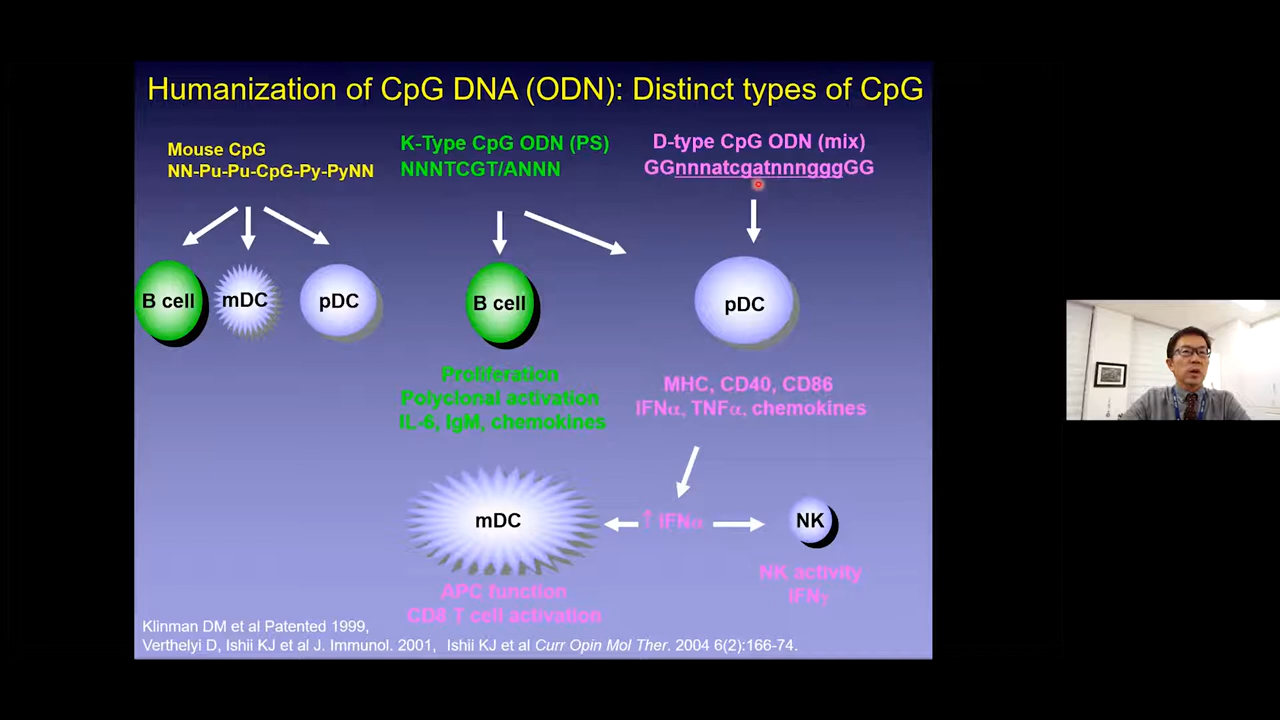 Humanization of CpG DNA (ODN): Distinct types of CpG
Mouse CpG
NN-Pu-Pu-CpG-Py-PyNN
K-Type CpG ODN (PS)
NNNTCGT/ANNN
D-type CpG ODN (mix)
GGnnnatcgatnnngggGG
B cell
mDC
pDC
B cell
pDC
Proliferation
Polyclonal activation
IL-6, IgM, chemokines
MHC, CD40, CD86
IFNα, TNFα, chemokines
mDC
↑ IFNα
NK
APC function
CD8 T cell activation
NK activity
IFNγ
Klinman DM et al Patented 1999,
Verthelyi D, Ishii KJ et al J. Immunol. 2001, Ishii KJ et al Curr Opin Mol Ther. 2004 6(2):166-74.